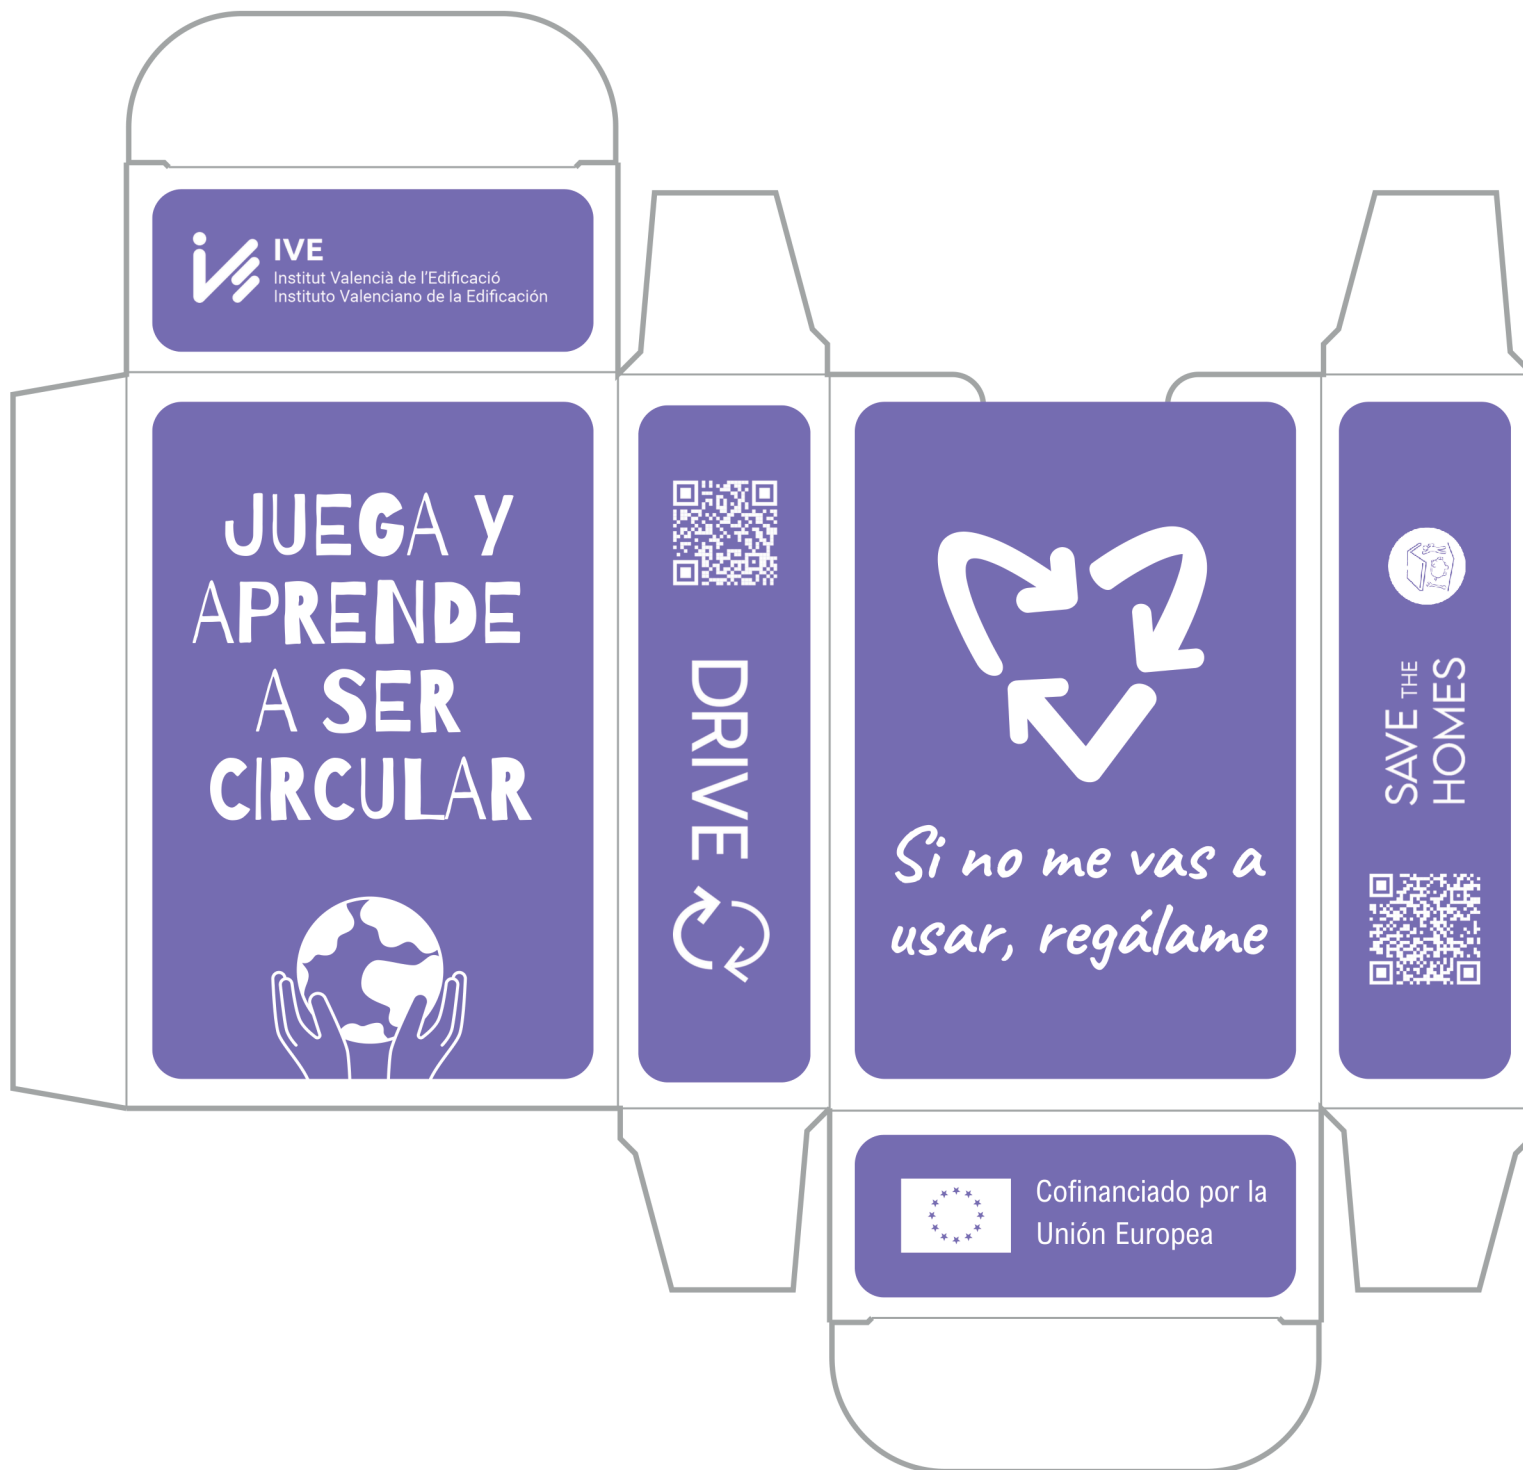 IVE
Institut Valencià de l'Edificació
Instituto Valenciano de la Edificación
JUEGA Y
APRENDE
A SER
CIRCULAR
DRIVE
Si no me vas a
usar, regálame
SAVE THE
HOMES
Cofinanciado por la
Unión Europea